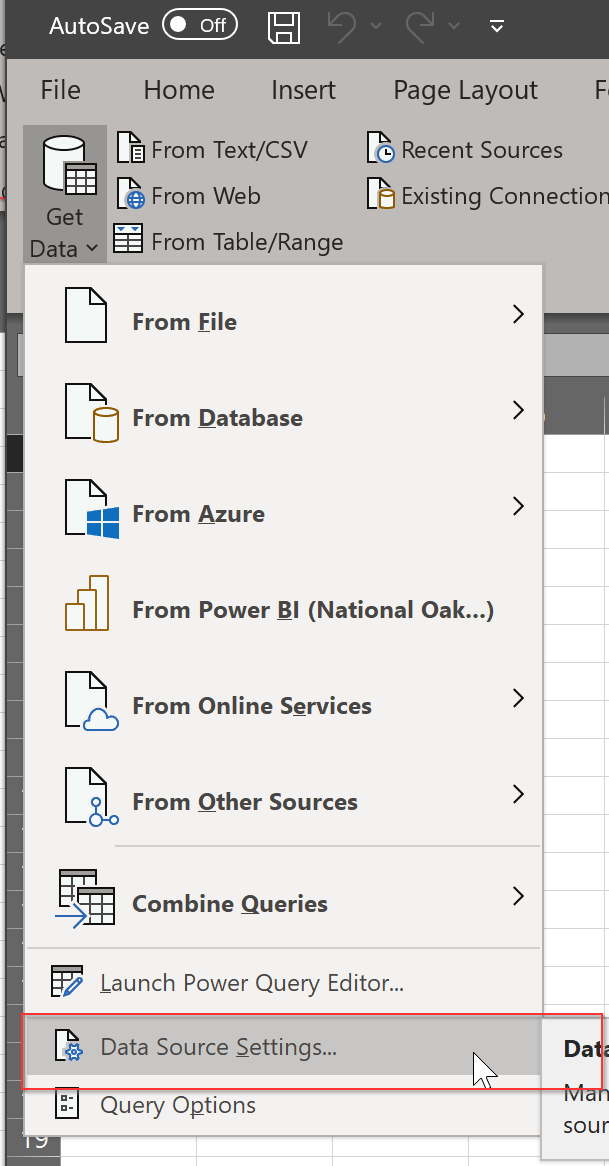 AutoSave Off
File Home Insert Page Layout
From Text/CSV Recent Sources
From Web Existing Connection
Get
Data From Table/Range
From File
From Database
From Azure
From Power BI (National Oak...)
From Online Services
From Other Sources
Combine Queries
Launch Power Query Editor...
Data Source Settings...
Data
Man
Query Options
sour
19